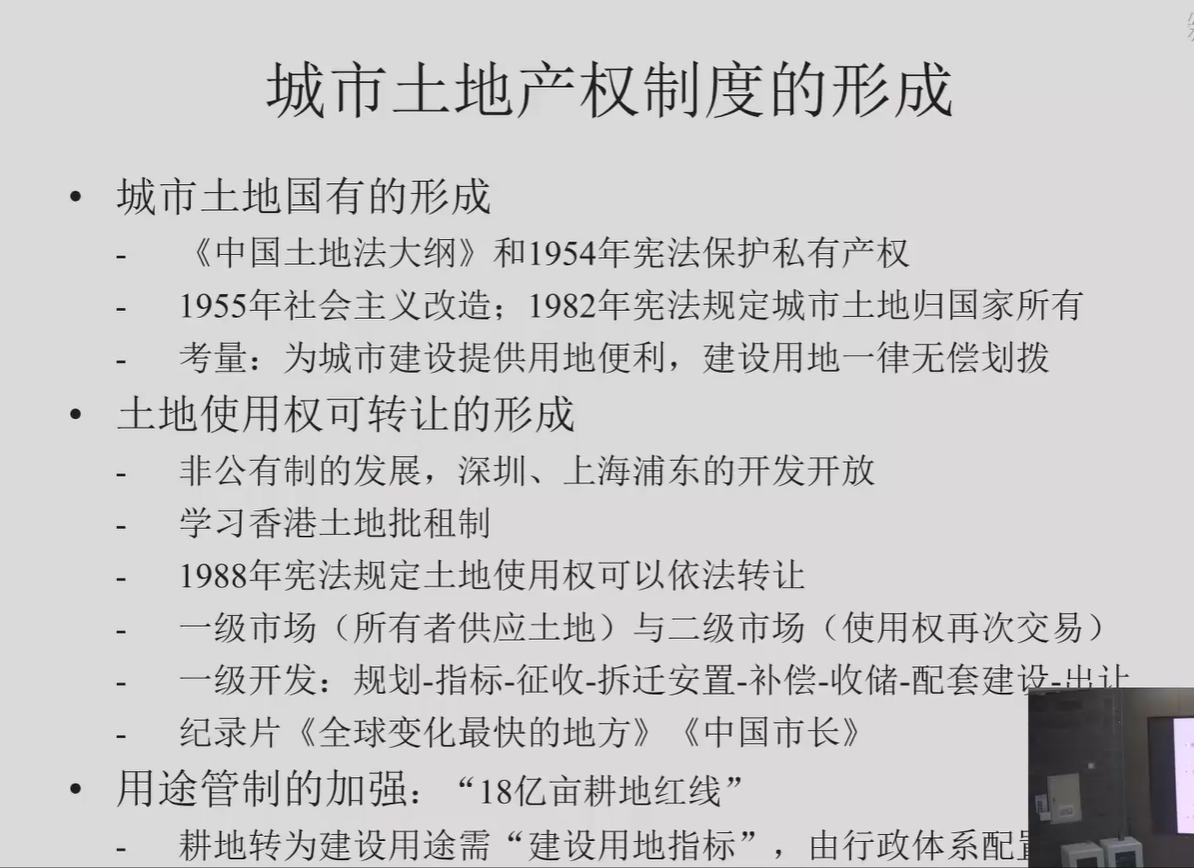 城市土地产权制度的形成
• 城市土地国有的形成
- 《中国土地法大纲》和1954年宪法保护私有产权
- 1955年社会主义改造；1982年宪法规定城市土地归国家所有
- 考量：为城市建设提供用地便利，建设用地一律无偿划拨
• 土地使用权可转让的形成
- 非公有制的发展，深圳、上海浦东的开发开放
- 学习香港土地批租制
- 1988年宪法规定土地使用权可以依法转让
- 一级市场（所有者供应土地）与二级市场（使用权再次交易）
- 一级开发：规划-指标-征收-拆迁安置-补偿-收储-配套建设-出让
- 纪录片《全球变化最快的地方》《中国市长》
• 用途管制的加强：“18亿亩耕地红线”
- 耕地转为建设用途需“建设用地指标”，由行政体系配置